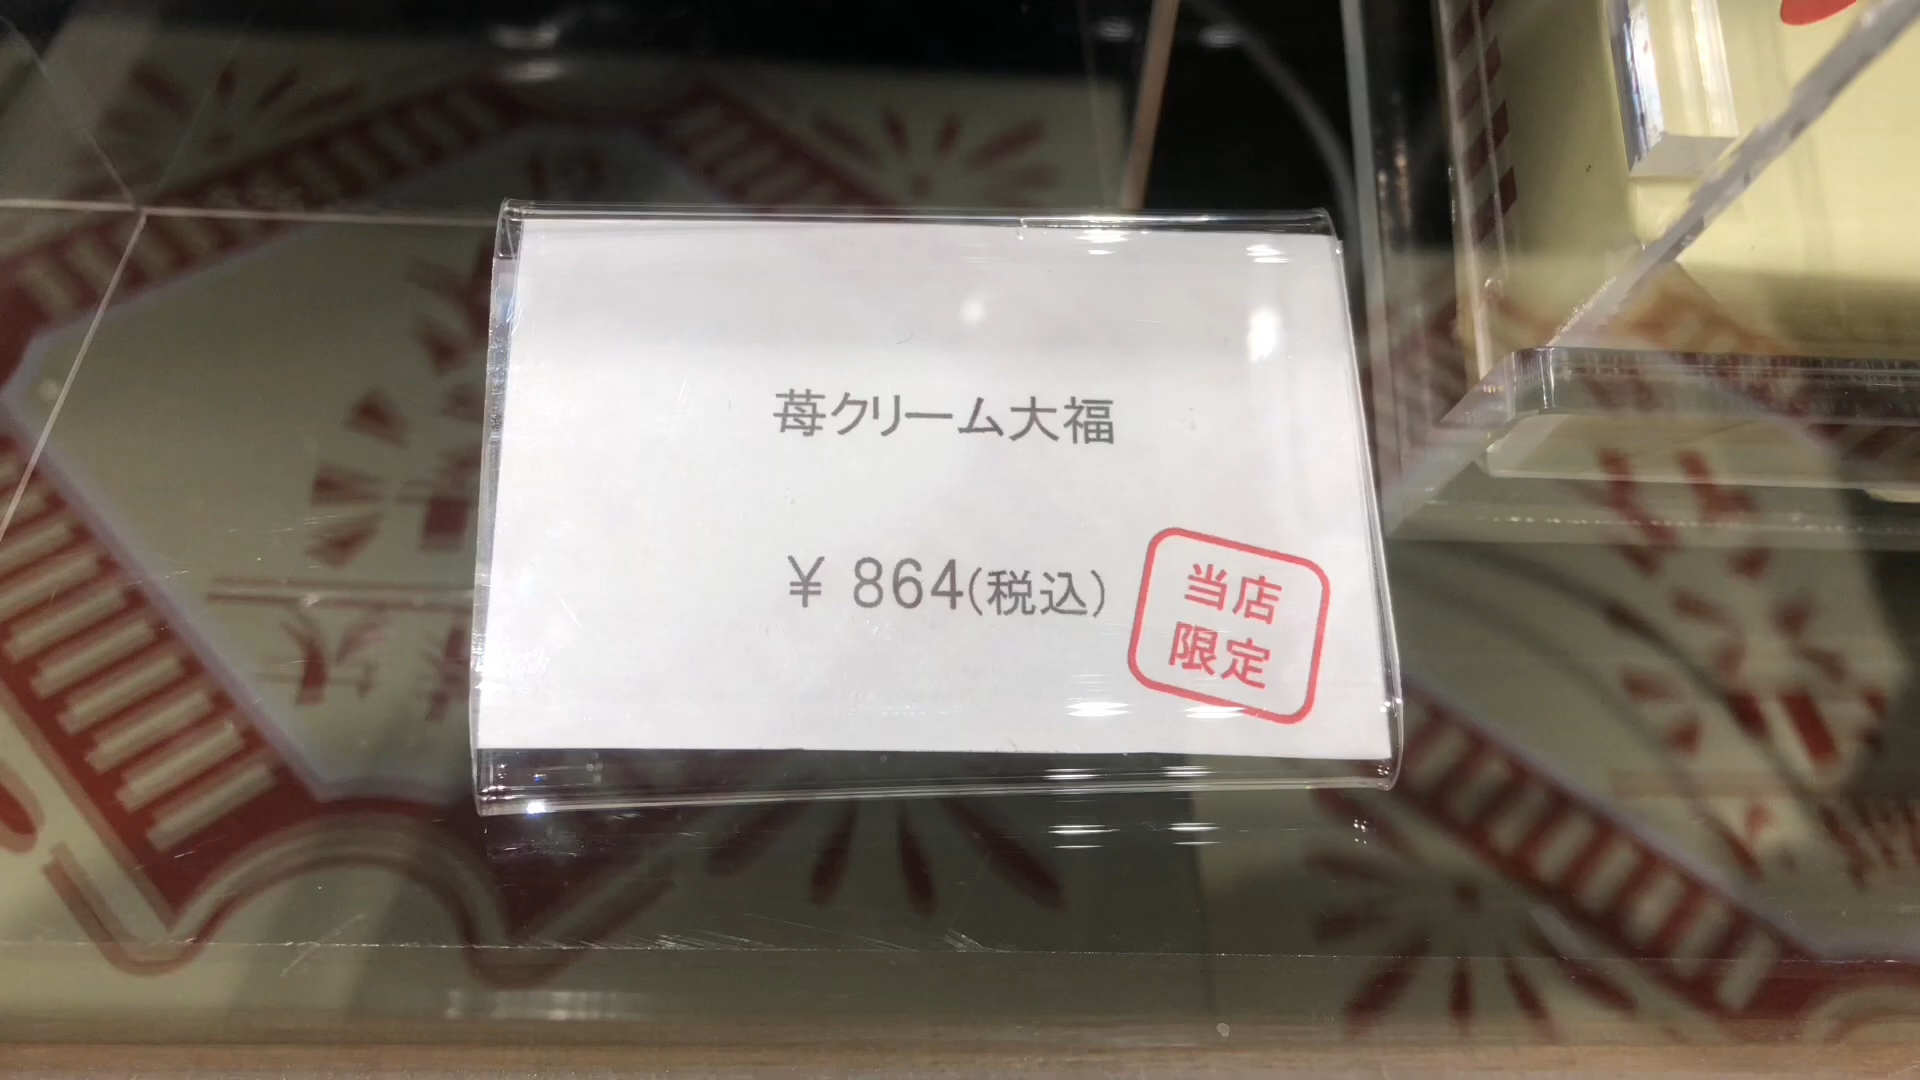 苺クリーム大福
¥ 864(税込)
当店
限定